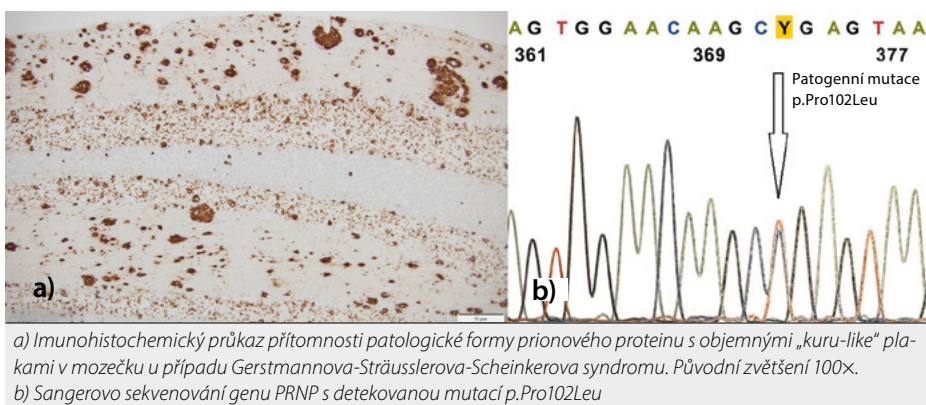 A G T G G A A C A A G C Y G A G T A A
361 369 377
Patogenní mutace
p.Pro102Leu
a) b)
a) Imunohistochemický průkaz přítomnosti patologické formy prionového proteinu s objemnými „kuru-like“ pla-
kami v mozečku u případu Gerstmannova-Sträusslerova-Scheinkerova syndromu. Původní zvětšení 100×.
b) Sangerovo sekvenování genu PRNP s detekovanou mutací p.Pro102Leu